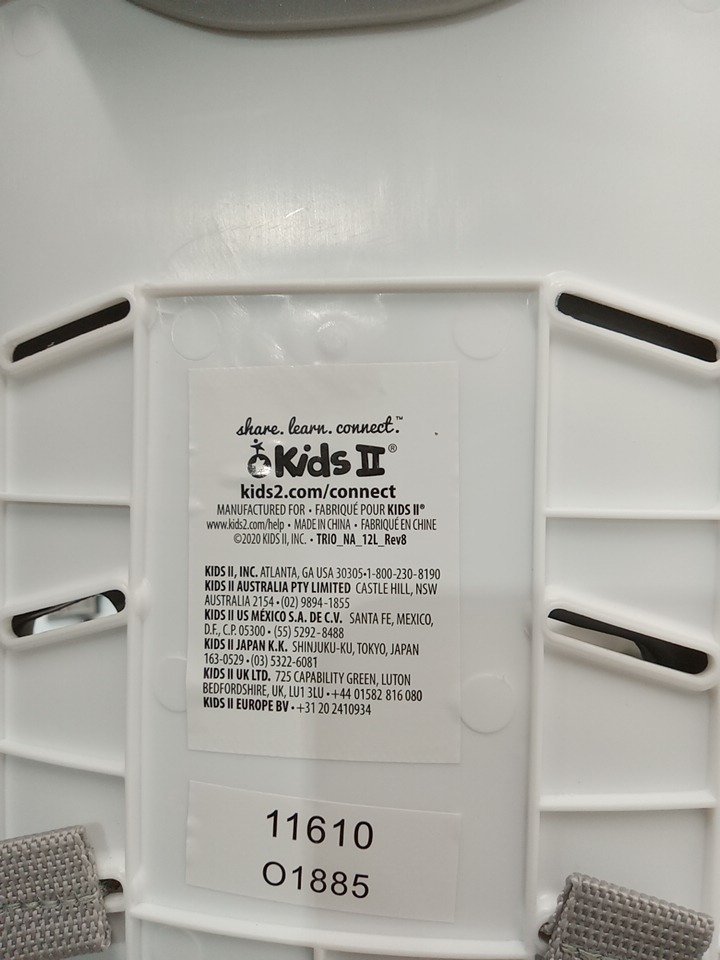 share. learn. connect.™
Kids II®
kids2.com/connect
MANUFACTURED FOR • FABRIQUÉ POUR KIDS II®
www.kids2.com/help • MADE IN CHINA • FABRIQUÉ EN CHINE
©2020 KIDS II, INC. • TRIO_NA_12L_Rev8
KIDS II, INC. ATLANTA, GA USA 30305•1-800-230-8190
KIDS II AUSTRALIA PTY LIMITED CASTLE HILL, NSW
AUSTRALIA 2154 • (02) 9894-1855
KIDS II US MÉXICO S.A. DE C.V. SANTA FE, MEXICO,
D.F., C.P. 05300 • (55) 5292-8488
KIDS II JAPAN K.K. SHINJUKU-KU, TOKYO, JAPAN
163-0529 • (03) 5322-6081
KIDS II UK LTD. 725 CAPABILITY GREEN, LUTON
BEDFORDSHIRE, UK, LU1 3LU • +44 01582 816 080
KIDS II EUROPE BV • +31 20 2410934
11610
O1885